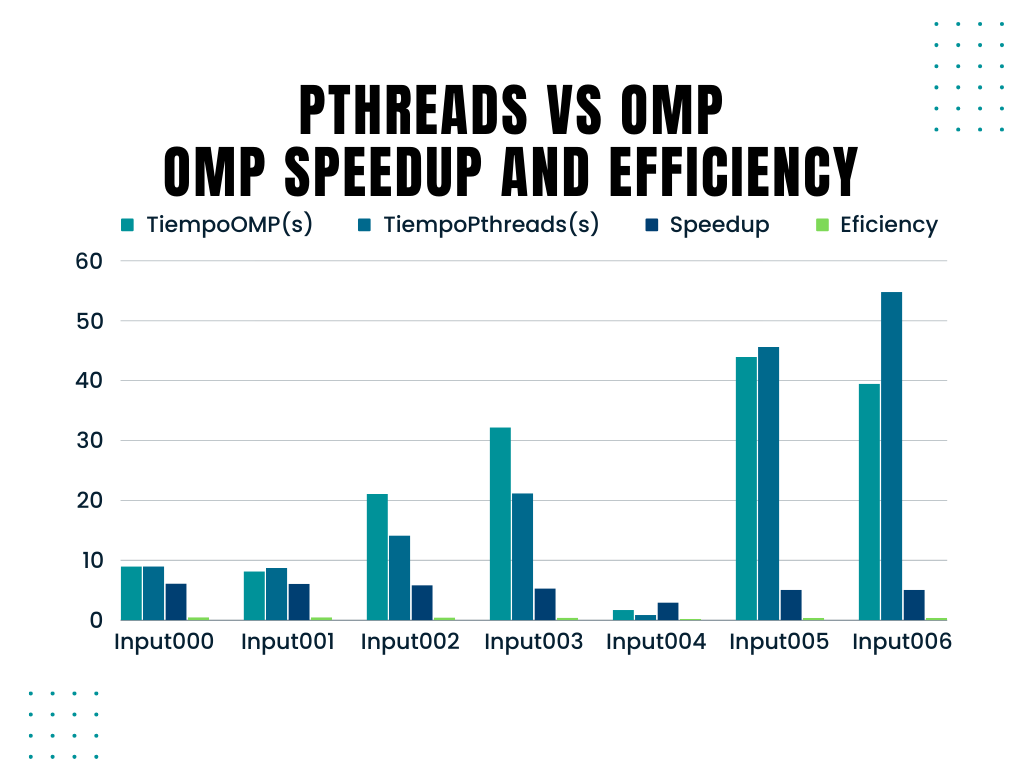 PTHREADS VS OMP
OMP SPEEDUP AND EFFICIENCY
TiempoOMP(s) TiempoPthreads(s) Speedup Eficiency
60
50
40
30
20
10
0
Input000 Input001 Input002 Input003 Input004 Input005 Input006